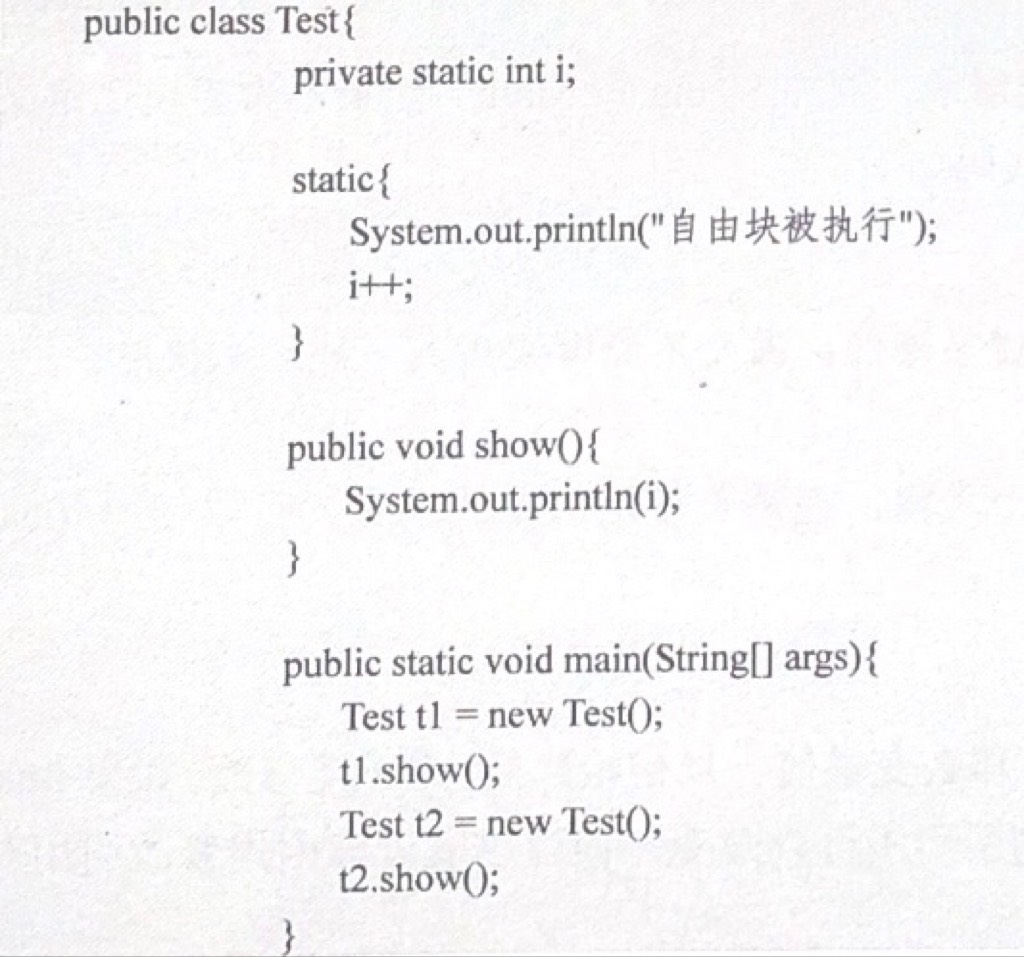 public class Test{
private static int i;
static{
System.out.println("自由块被执行");
i++;
}
public void show(){
System.out.println(i);
}
public static void main(String[] args){
Test t1 = new Test();
t1.show();
Test t2 = new Test();
t2.show();
}